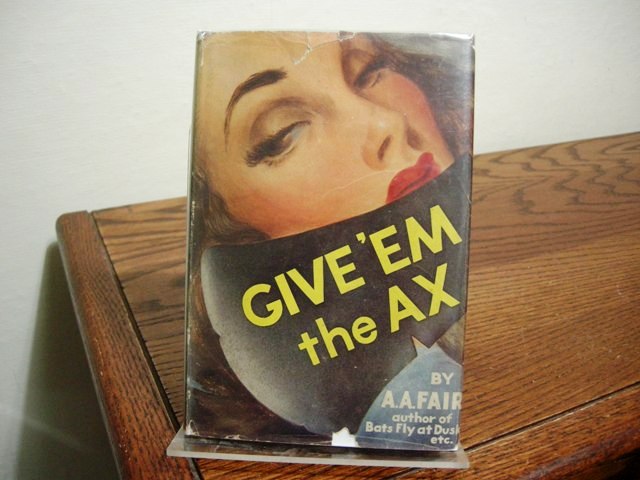 GIVE 'EM
the AX
BY
A.A.FAIR
author of
Bats Fly at Dusk
etc.